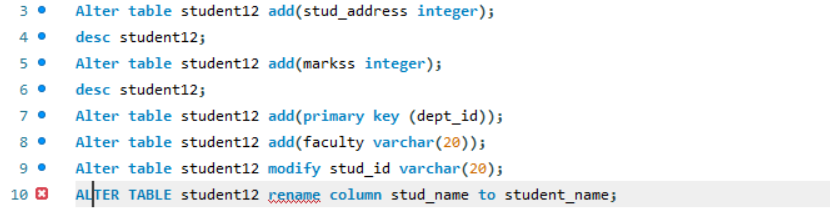 3 Alter table student12 add(stud_address integer);
4 desc student12;
5 Alter table student12 add(markss integer);
6 desc student12;
7 Alter table student12 add(primary key (dept_id));
8 Alter table student12 add(faculty varchar(20));
9 Alter table student12 modify stud_id varchar(20);
10 ALTER TABLE student12 rename column stud_name to student_name;